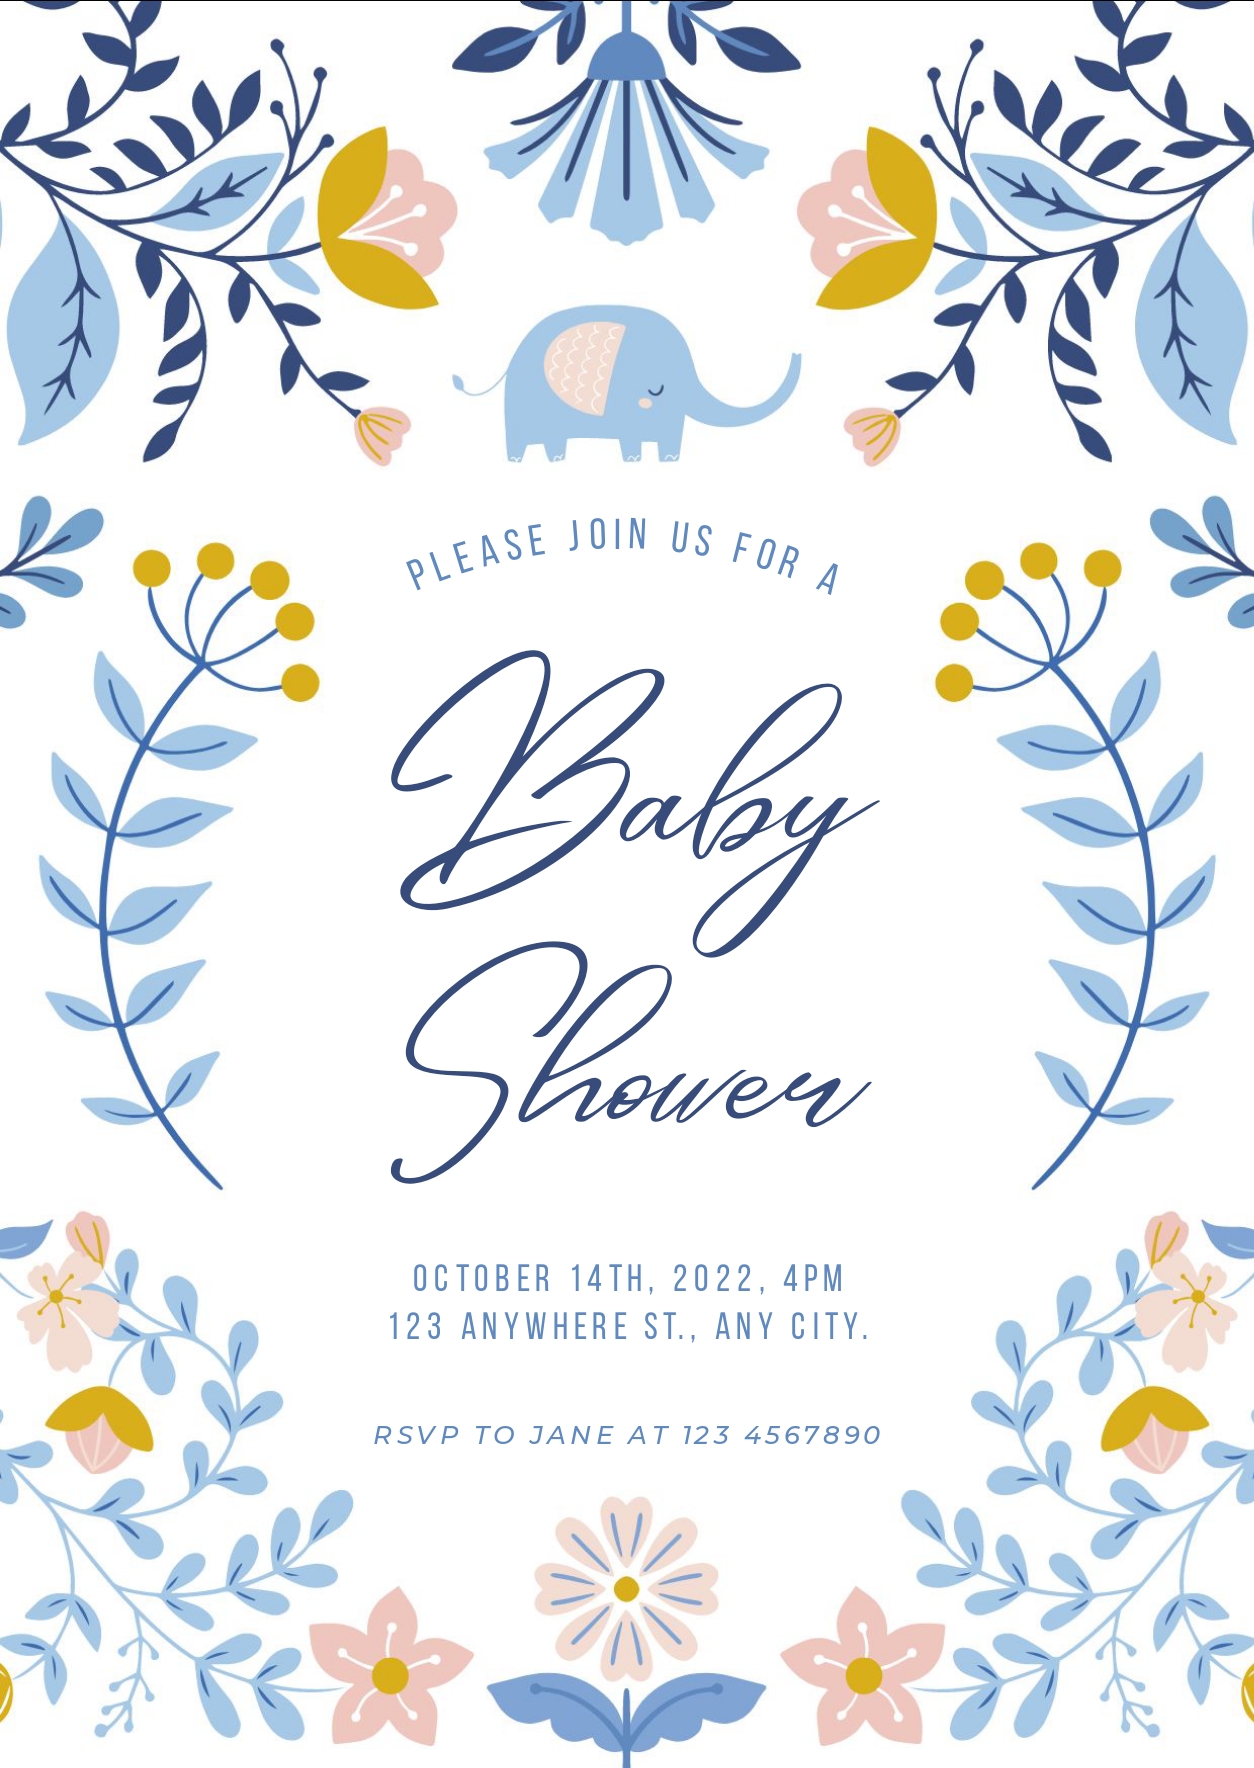 PLEASE JOIN US FOR A
Baby
Shower
OCTOBER 14TH, 2022, 4PM
123 ANYWHERE ST., ANY CITY.
RSVP TO JANE AT 123 4567890